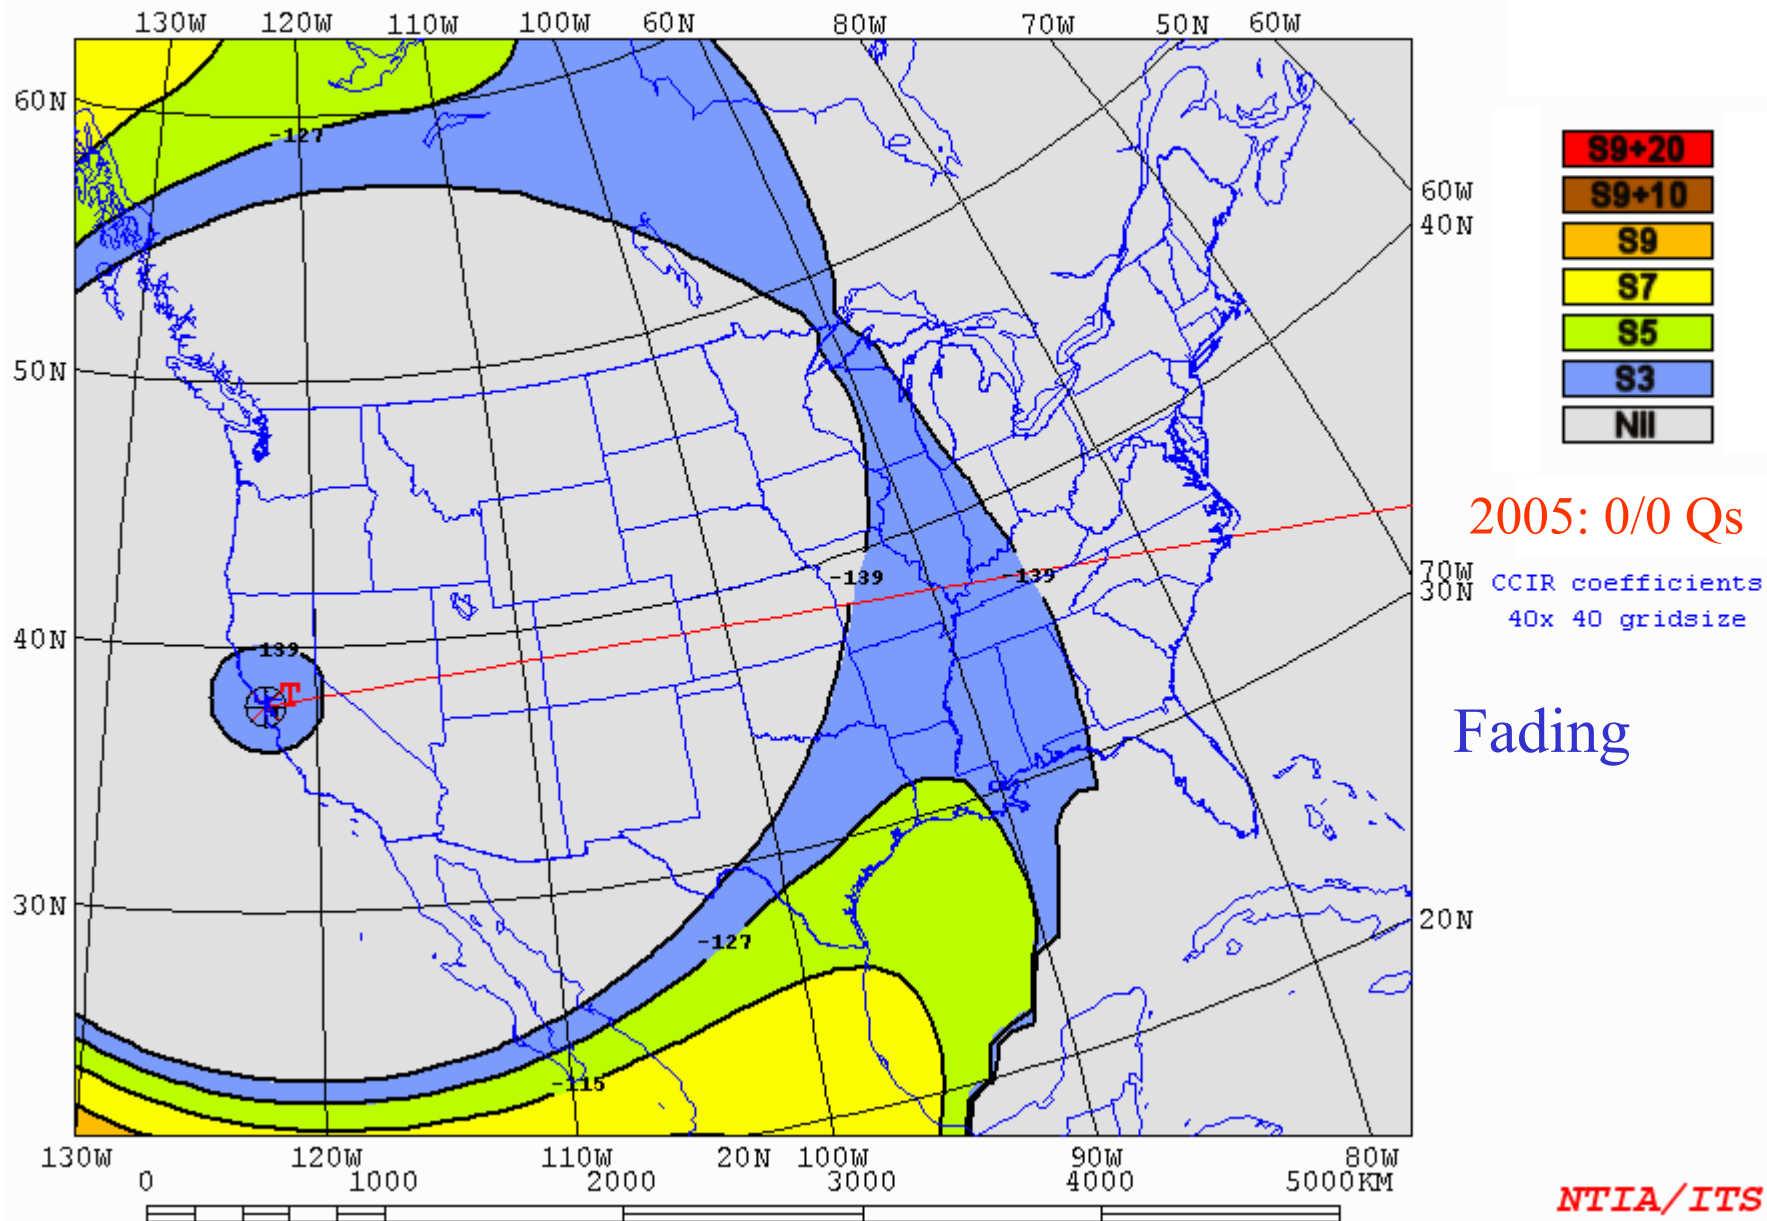 130W 120W 110W 100W 60N 80W 70W 50N 60W
60N
-127
60W
40N
S9+20
S9+10
S9
S7
S5
S3
Nil
50N
2005: 0/0 Qs
-139 -139
70W
30N
CCIR coefficients
40x 40 gridsize
40N
139
T
Fading
30N
20N
-127
-115
130W 120W 110W 20N 100W 90W 80W
0 1000 2000 3000 4000 5000KM
NTIA/ITS